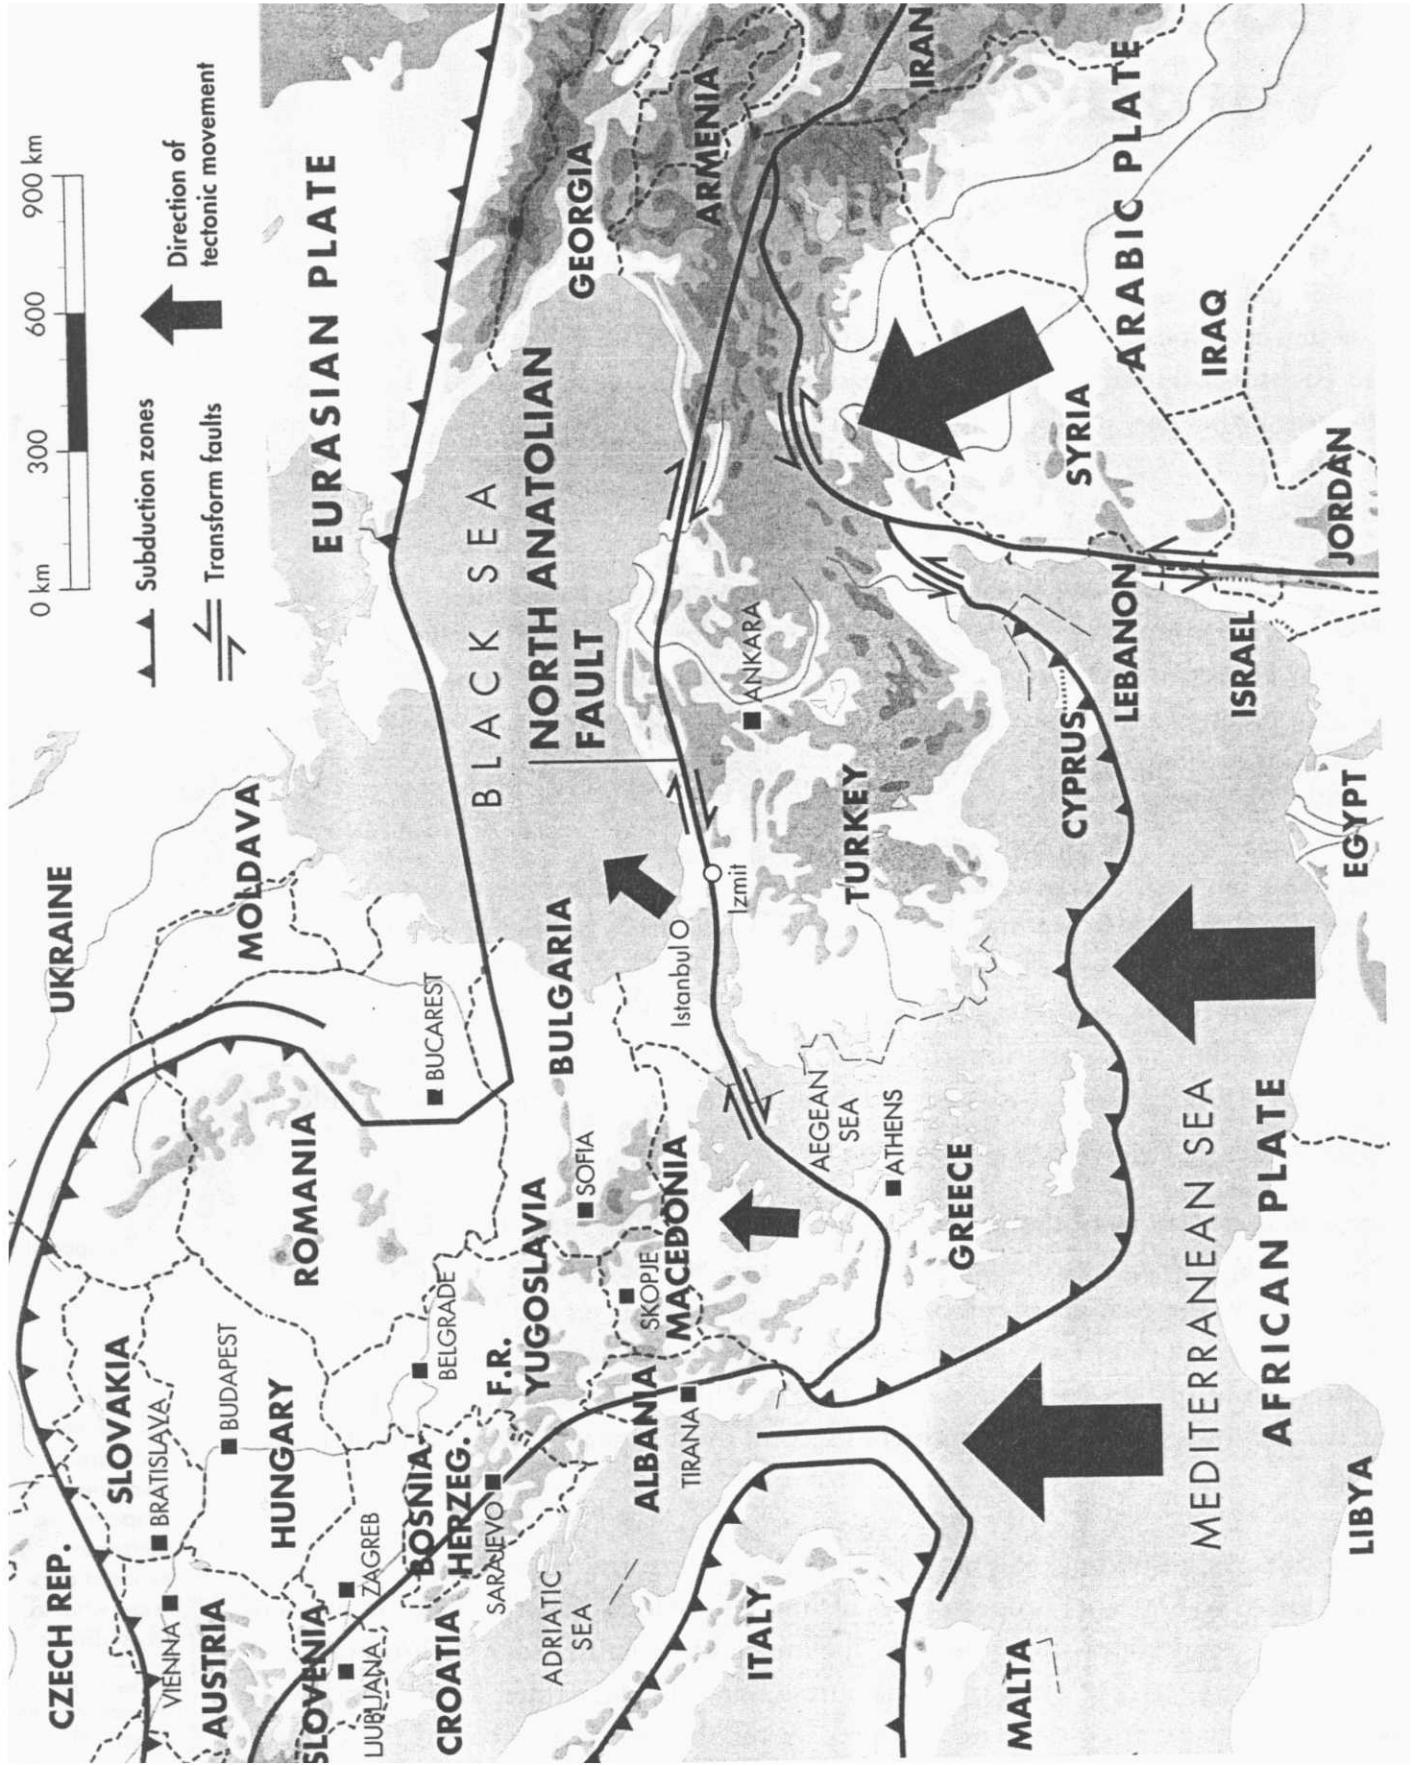 0 km
300
600
900 km
Subduction zones
Direction of
tectonic movement
Transform faults
CZECH REP.
UKRAINE
SLOVAKIA
BRATISLAVA
VIENNA
AUSTRIA
BUDAPEST
HUNGARY
MOLDAVA
EURASIAN PLATE
SLOVENIA
LJUBLJANA
ZAGREB
ROMANIA
BUCAREST
CROATIA
BOSNIA
HERZEG.
SARAJEVO
BELGRADE
F.R.
YUGOSLAVIA
BLACK SEA
NORTH ANATOLIAN
FAULT
GEORGIA
ADRIATIC
SEA
SOFIA
BULGARIA
ALBANIA
TIRANA
SKOPJE
MACEDONIA
Istanbul
Izmit
ANKARA
ARMENIA
ITALY
AEGEAN
SEA
ATHENS
GREECE
TURKEY
IRAN
MALTA
CYPRUS
SYRIA
LEBANON
ARABIC PLATE
MEDITERRANEAN SEA
ISRAEL
IRAQ
AFRICAN PLATE
LIBYA
EGYPT
JORDAN